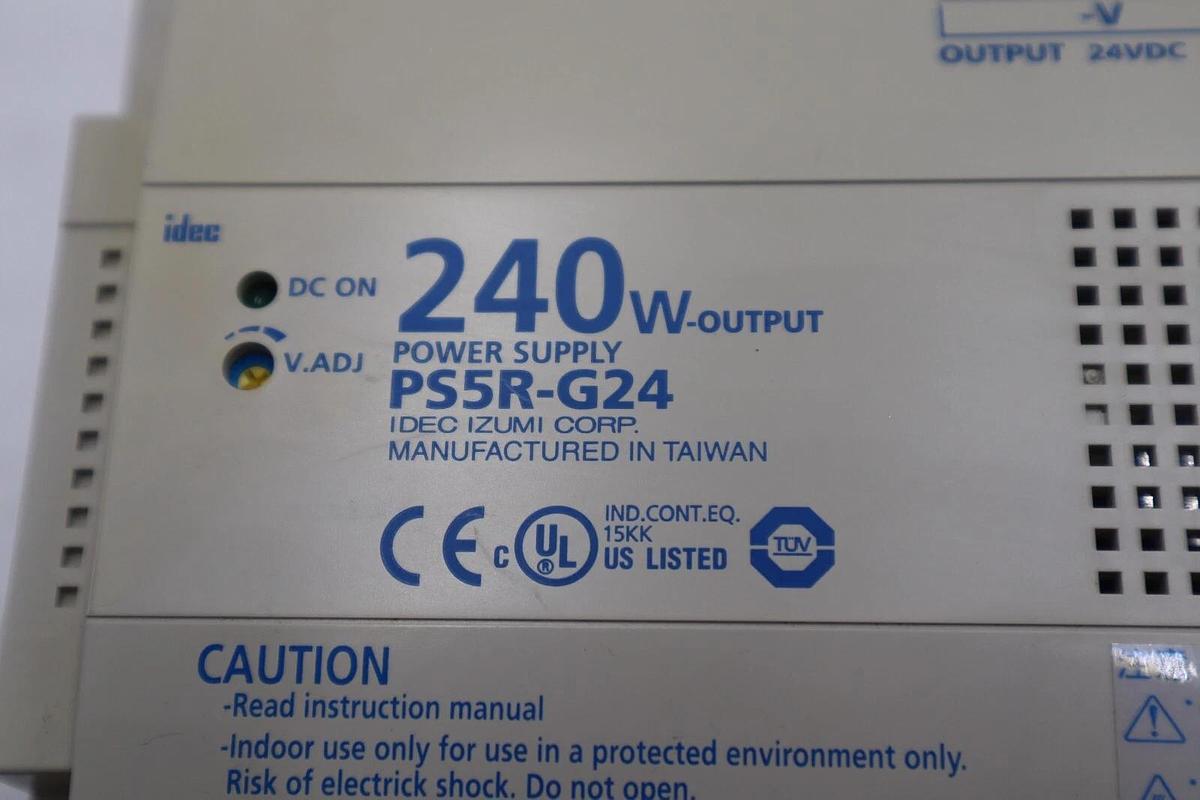 -V
OUTPUT 24VDC
idec
DC ON
240W-OUTPUT
V.ADJ
POWER SUPPLY
PS5R-G24
IDEC IZUMI CORP.
MANUFACTURED IN TAIWAN
CE
C UL ® US LISTED
IND.CONT.EQ.
15KK
TÜV
CAUTION
-Read instruction manual
-Indoor use only for use in a protected environment only.
Risk of electrick shock. Do not open.